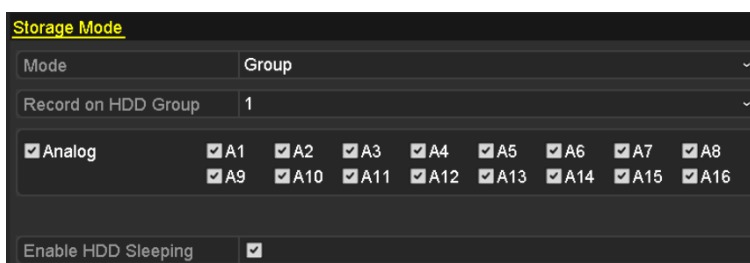 Storage Mode
Mode Group
Record on HDD Group 1
Analog A1 A2 A3 A4 A5 A6 A7 A8
A9 A10 A11 A12 A13 A14 A15 A16
Enable HDD Sleeping